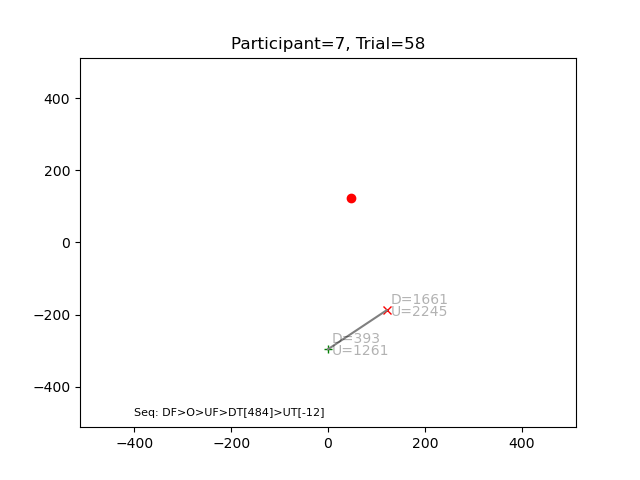 Participant=7, Trial=58
400
200
0
−200
−400
D=1661
U=2245
D=393
U=1261
Seq: DF>O>UF>DT[484]>UT[-12]
−400
−200
0
200
400